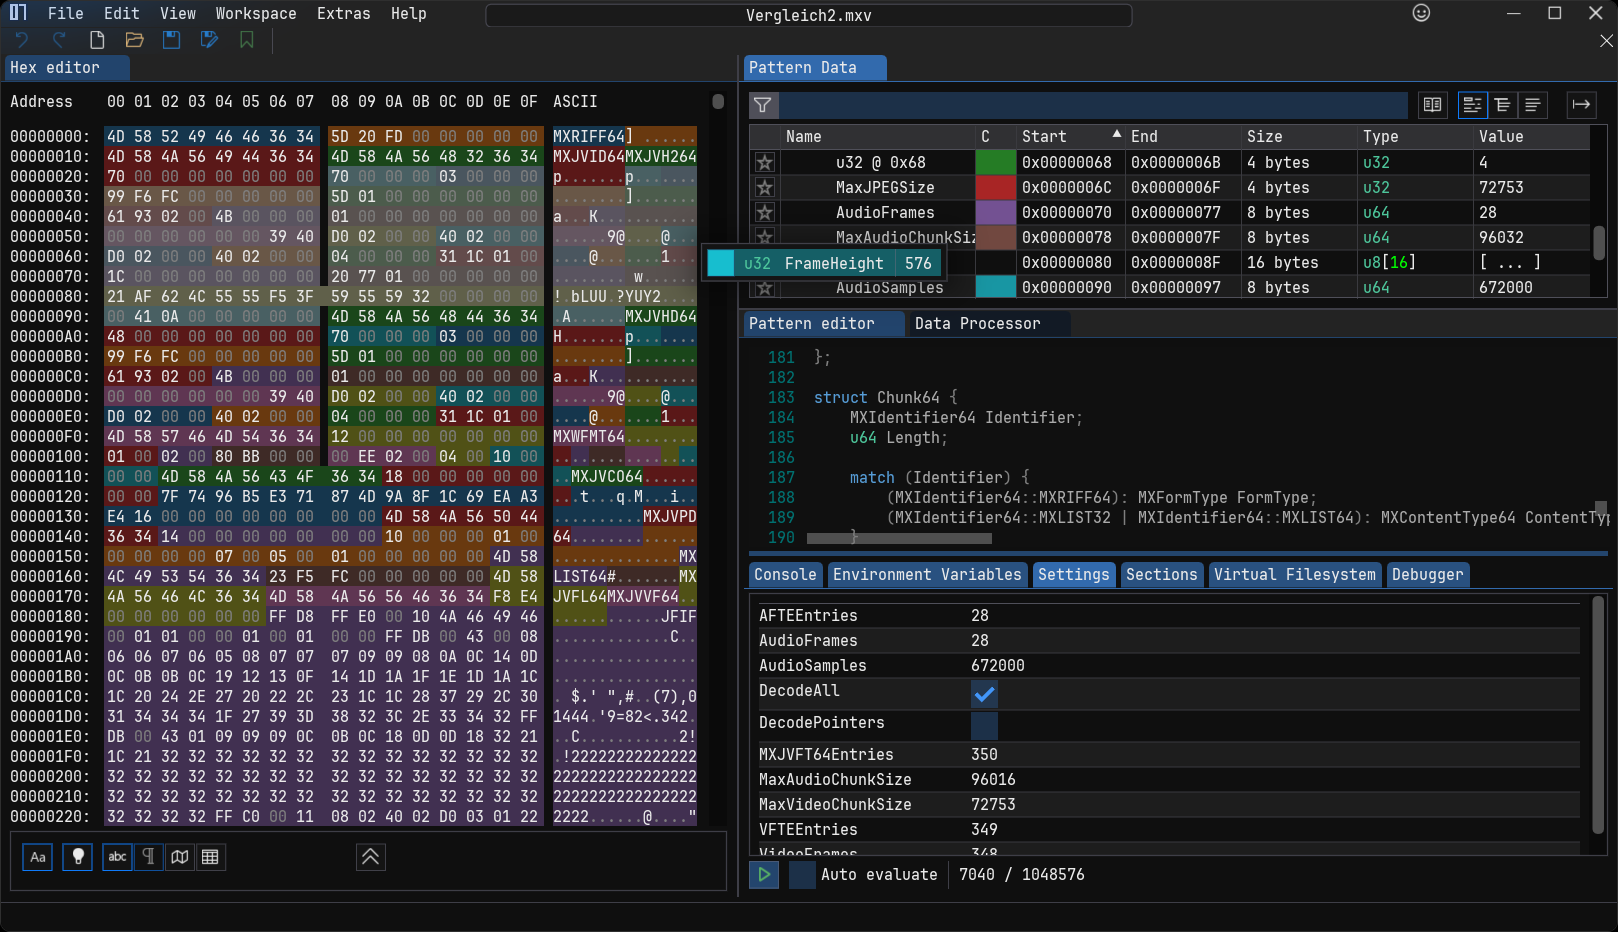 File Edit View Workspace Extras Help
Vergleich2.mxv
Hex editor
Address 00 01 02 03 04 05 06 07 08 09 0A 0B 0C 0D 0E 0F ASCII
00000000: 4D 58 52 49 46 46 36 34 5D 20 FD 00 00 00 00 00 MXRIFF64] ......
00000010: 4D 58 4A 56 49 44 36 34 4D 58 4A 56 48 32 36 34 MXJVID64MXJVH264
00000020: 70 00 00 00 00 00 00 00 70 00 00 00 03 00 00 00 p.......p.......
00000030: 99 F6 FC 00 00 00 00 00 5D 01 00 00 00 00 00 00 ........].......
00000040: 61 93 02 00 4B 00 00 00 01 00 00 00 00 00 00 00 a...K...........
00000050: 00 00 00 00 00 00 39 40 D0 02 00 00 40 02 00 00 ......9@....@...
00000060: D0 02 00 00 40 02 00 00 04 00 00 00 31 1C 01 00 ....@.......1...
00000070: 1C 00 00 00 00 00 00 00 20 77 01 00 00 00 00 00 ........ w......
00000080: 21 AF 62 4C 55 55 F5 3F 59 55 59 32 00 00 00 00 !.bLUU.?YUY2....
00000090: 00 41 0A 00 00 00 00 00 4D 58 4A 56 48 44 36 34 .A......MXJVHD64
000000A0: 48 00 00 00 00 00 00 00 70 00 00 00 03 00 00 00 H.......p.......
000000B0: 99 F6 FC 00 00 00 00 00 5D 01 00 00 00 00 00 00 ........].......
000000C0: 61 93 02 00 4B 00 00 00 01 00 00 00 00 00 00 00 a...K...........
000000D0: 00 00 00 00 00 00 39 40 D0 02 00 00 40 02 00 00 ......9@....@...
000000E0: D0 02 00 00 40 02 00 00 04 00 00 00 31 1C 01 00 ....@.......1...
000000F0: 4D 58 57 46 4D 54 36 34 12 00 00 00 00 00 00 00 MXWFMT64........
00000100: 01 00 02 00 80 BB 00 00 00 EE 02 00 04 00 10 00 ................
00000110: 00 00 4D 58 4A 56 43 4F 36 34 18 00 00 00 00 00 ..MXJVCO64......
00000120: 00 00 7F 74 96 B5 E3 71 87 4D 9A 8F 1C 69 EA A3 ...t...q.M...i..
00000130: E4 16 00 00 00 00 00 00 00 00 4D 58 4A 56 50 44 ..........MXJVPD
00000140: 36 34 14 00 00 00 00 00 00 00 10 00 00 00 01 00 64..............
00000150: 00 00 00 00 07 00 05 00 01 00 00 00 00 00 4D 58 ..............MX
00000160: 4C 49 53 54 36 34 23 F5 FC 00 00 00 00 00 4D 58 LIST64#.......MX
00000170: 4A 56 46 4C 36 34 4D 58 4A 56 56 46 36 34 F8 E4 JVFL64MXJVVF64..
00000180: 00 00 00 00 00 00 FF D8 FF E0 00 10 4A 46 49 46 ............JFIF
00000190: 00 01 01 00 00 01 00 01 00 00 FF DB 00 43 00 08 .............C..
000001A0: 06 06 07 06 05 08 07 07 07 09 09 08 0A 0C 14 0D ................
000001B0: 0C 0B 0B 0C 19 12 13 0F 14 1D 1A 1F 1E 1D 1A 1C ................
000001C0: 1C 20 24 2E 27 20 22 2C 23 1C 1C 28 37 29 2C 30 . $.' ",#..(7),0
000001D0: 31 34 34 34 1F 27 39 3D 38 32 3C 2E 33 34 32 FF 1444.'9=82<.342.
000001E0: DB 00 43 01 09 09 09 0C 0B 0C 18 0D 0D 18 32 21 ..C...........2!
000001F0: 1C 21 32 32 32 32 32 32 32 32 32 32 32 32 32 32 .!22222222222222
00000200: 32 32 32 32 32 32 32 32 32 32 32 32 32 32 32 32 2222222222222222
00000210: 32 32 32 32 32 32 32 32 32 32 32 32 32 32 32 32 2222222222222222
00000220: 32 32 32 32 FF C0 00 11 08 02 40 02 D0 03 01 22 2222......@...."
Aa abc
Pattern Data
Name C Start End Size Type Value
u32 @ 0x68 0x00000068 0x0000006B 4 bytes u32 4
MaxJPEGSize 0x0000006C 0x0000006F 4 bytes u32 72753
AudioFrames 0x00000070 0x00000077 8 bytes u64 28
MaxAudioChunkSiz 0x00000078 0x0000007F 8 bytes u64 96032
0x00000080 0x0000008F 16 bytes u8[16] [ ... ]
AudioSamples 0x00000090 0x00000097 8 bytes u64 672000
u32 FrameHeight 576
Pattern editor Data Processor
181 };
182
183 struct Chunk64 {
184 MXIdentifier64 Identifier;
185 u64 Length;
186
187 match (Identifier) {
188 (MXIdentifier64::MXRIFF64): MXFormType FormType;
189 (MXIdentifier64::MXLIST32 | MXIdentifier64::MXLIST64): MXContentType64 ContentTyp
190 }
Console Environment Variables Settings Sections Virtual Filesystem Debugger
AFTEEntries 28
AudioFrames 28
AudioSamples 672000
DecodeAll
DecodePointers
MXJVFT64Entries 350
MaxAudioChunkSize 96016
MaxVideoChunkSize 72753
VFTEEntries 349
VideoFrames 348
Auto evaluate 7040 / 1048576